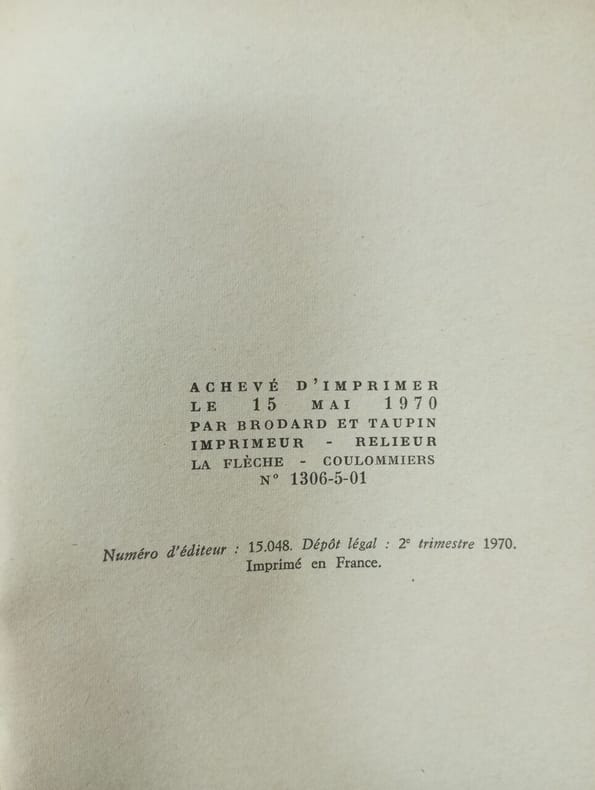 ACHEVÉ D'IMPRIMER
LE 15 MAI 1970
PAR BRODARD ET TAUPIN
IMPRIMEUR - RELIEUR
LA FLÈCHE - COULOMMIERS
N° 1306-5-01
Numéro d'éditeur : 15.048. Dépôt légal : 2e trimestre 1970.
Imprimé en France.